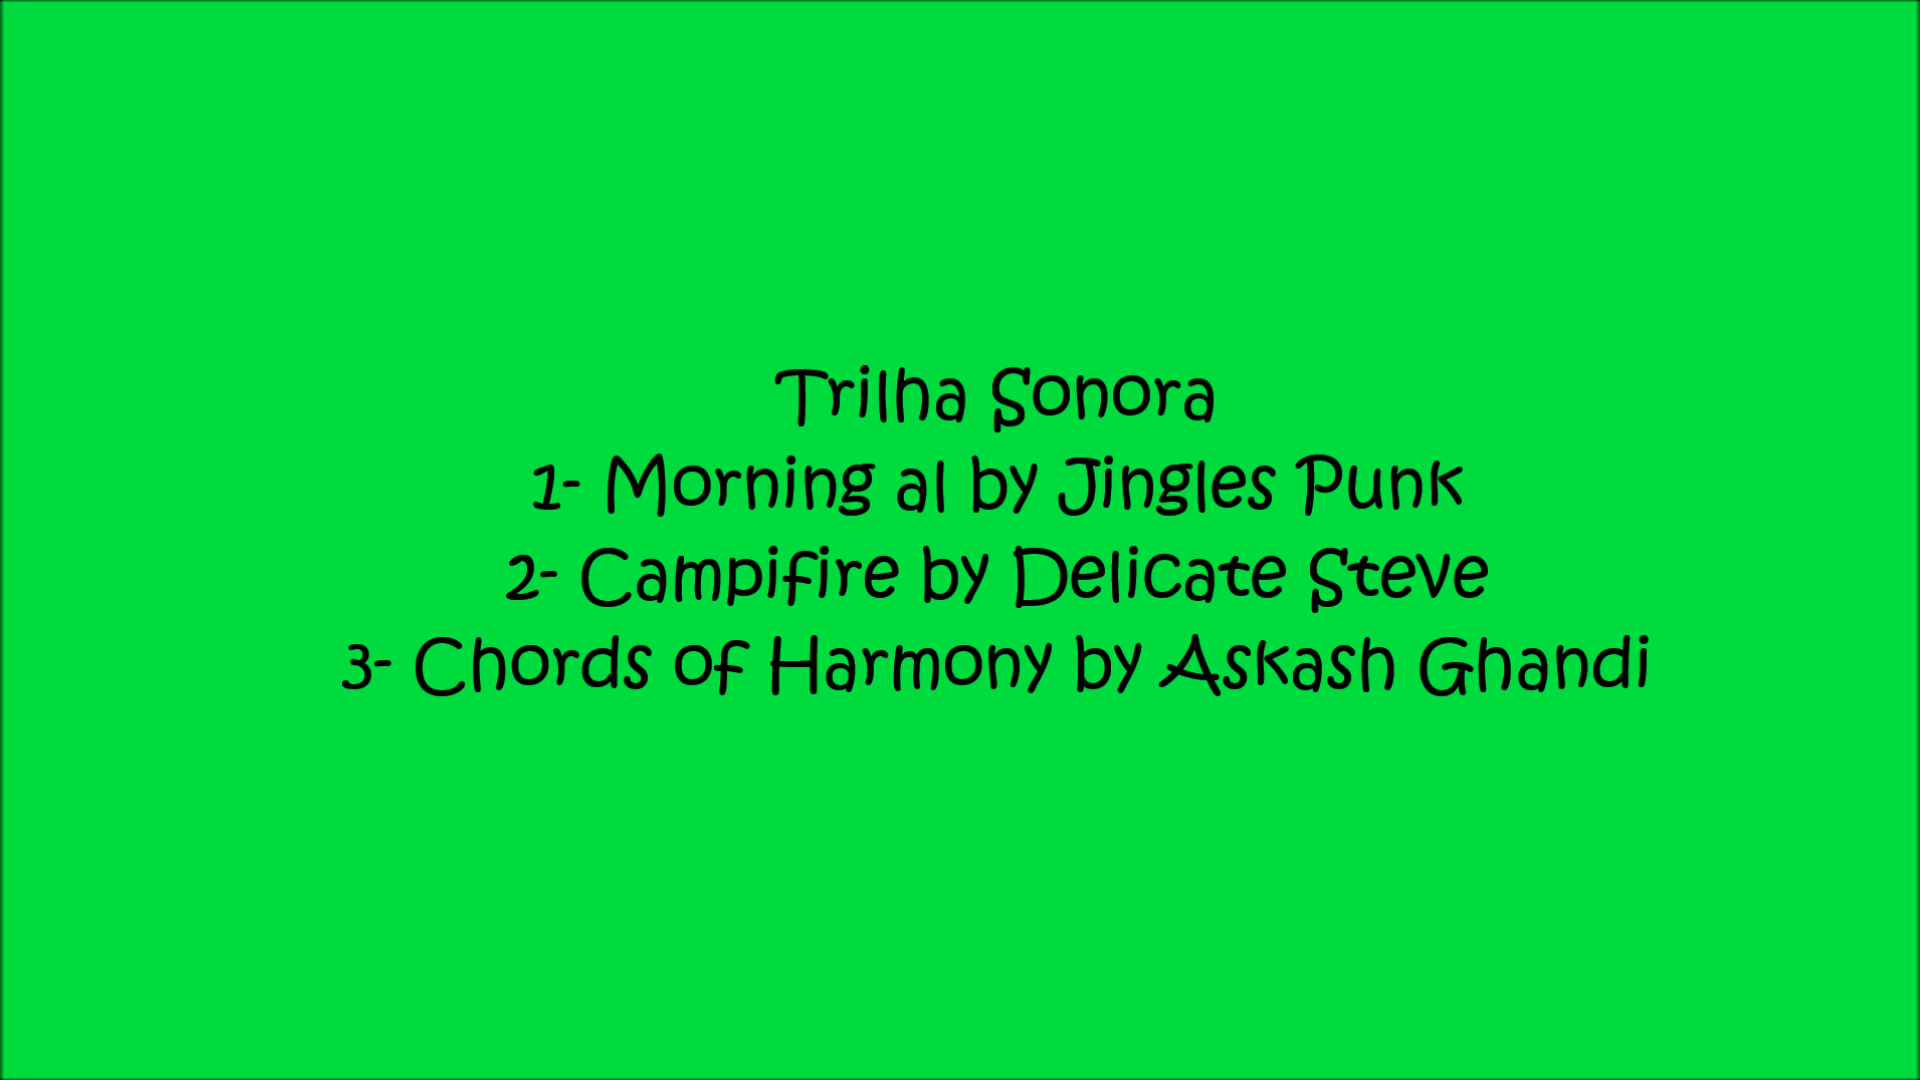 Trilha Sonora
1- Morning al by Jingles Punk
2- Campifire by Delicate Steve
3- Chords of Harmony by Askash Ghandi